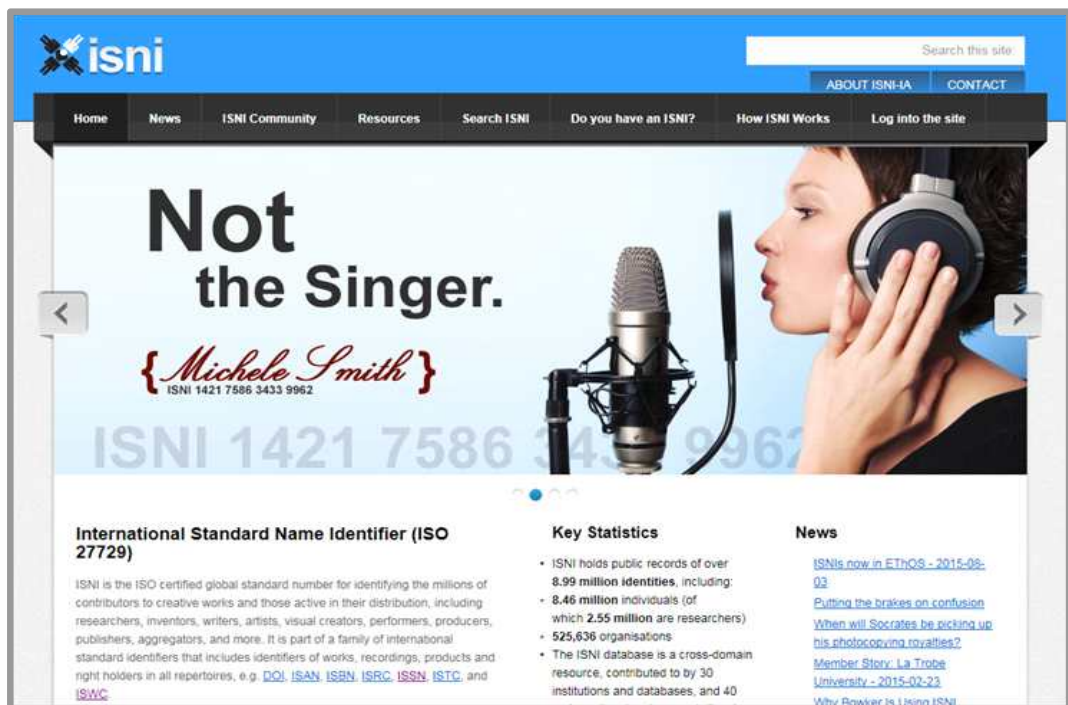 isni
Search this site
ABOUT ISNI-IA CONTACT
Home News ISNI Community Resources Search ISNI Do you have an ISNI? How ISNI Works Log into the site
Not
the Singer.
{ Michele Smith }
ISNI 1421 7586 3433 9962
ISNI 1421 7586 3433 9962
International Standard Name Identifier (ISO
27729)
ISNI is the ISO certified global standard number for identifying the millions of
contributors to creative works and those active in their distribution, including
researchers, inventors, writers, artists, visual creators, performers, producers,
publishers, aggregators, and more. It is part of a family of international
standard identifiers that includes identifiers of works, recordings, products and
right holders in all repertoires, e.g. DOI, ISAN, ISBN, ISRC, ISSN, ISTC, and
ISWC
Key Statistics
• ISNI holds public records of over
8.99 million identities, including:
• 8.46 million individuals (of
which 2.55 million are researchers)
• 525,636 organisations
• The ISNI database is a cross-domain
resource, contributed to by 30
institutions and databases, and 40
News
ISNIs now in EThOS - 2015-08-
03
Putting the brakes on confusion
When will Socrates be picking up
his photocopying royalties?
Member Story: La Trobe
University - 2015-02-23
Why Bowker Is Using ISNI